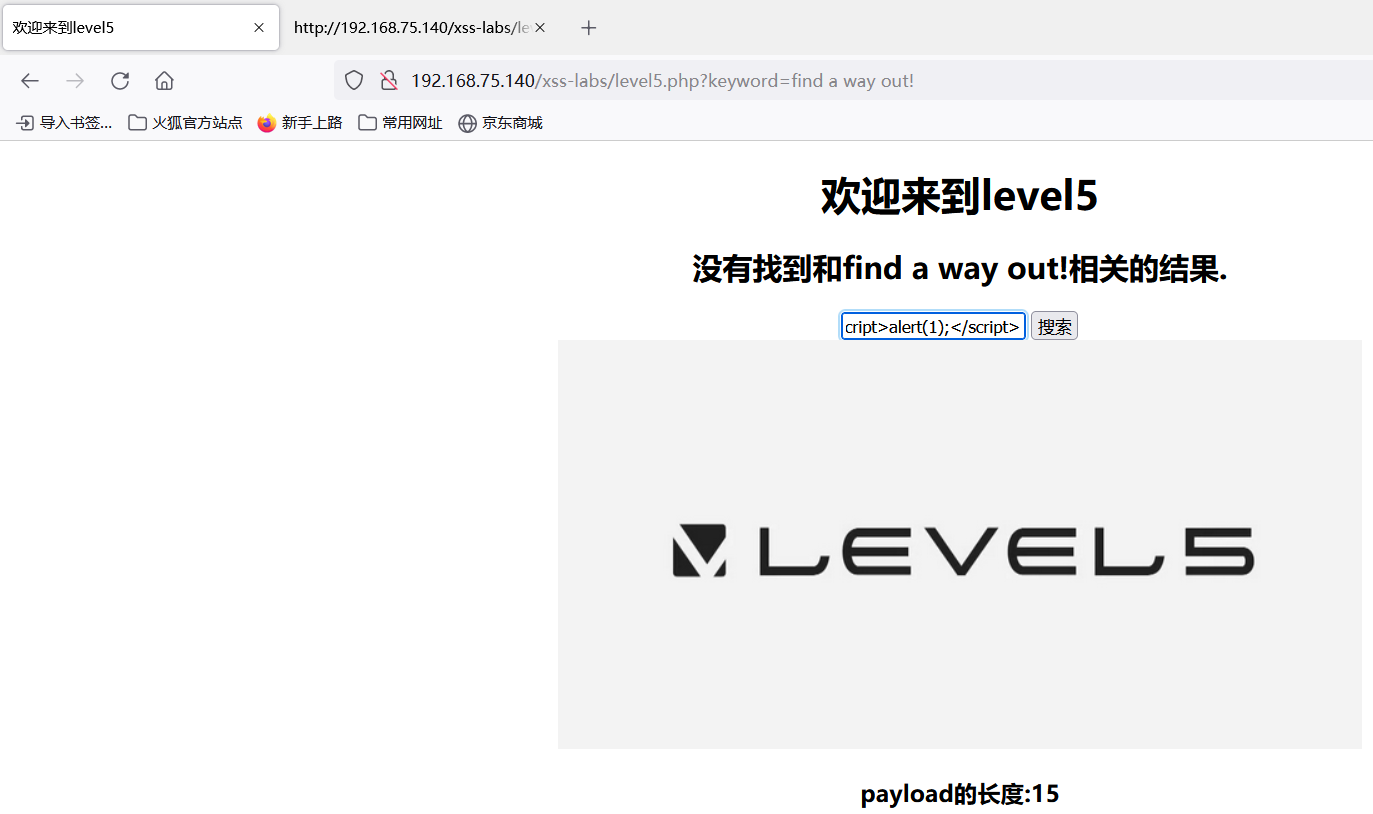 欢迎来到level5
http://192.168.75.140/xss-labs/le
192.168.75.140/xss-labs/level5.php?keyword=find a way out!
导入书签... 火狐官方站点 新手上路 常用网址 京东商城
欢迎来到level5
没有找到和find a way out!相关的结果.
cript>alert(1);</script> 搜索
LEVEL5
payload的长度:15